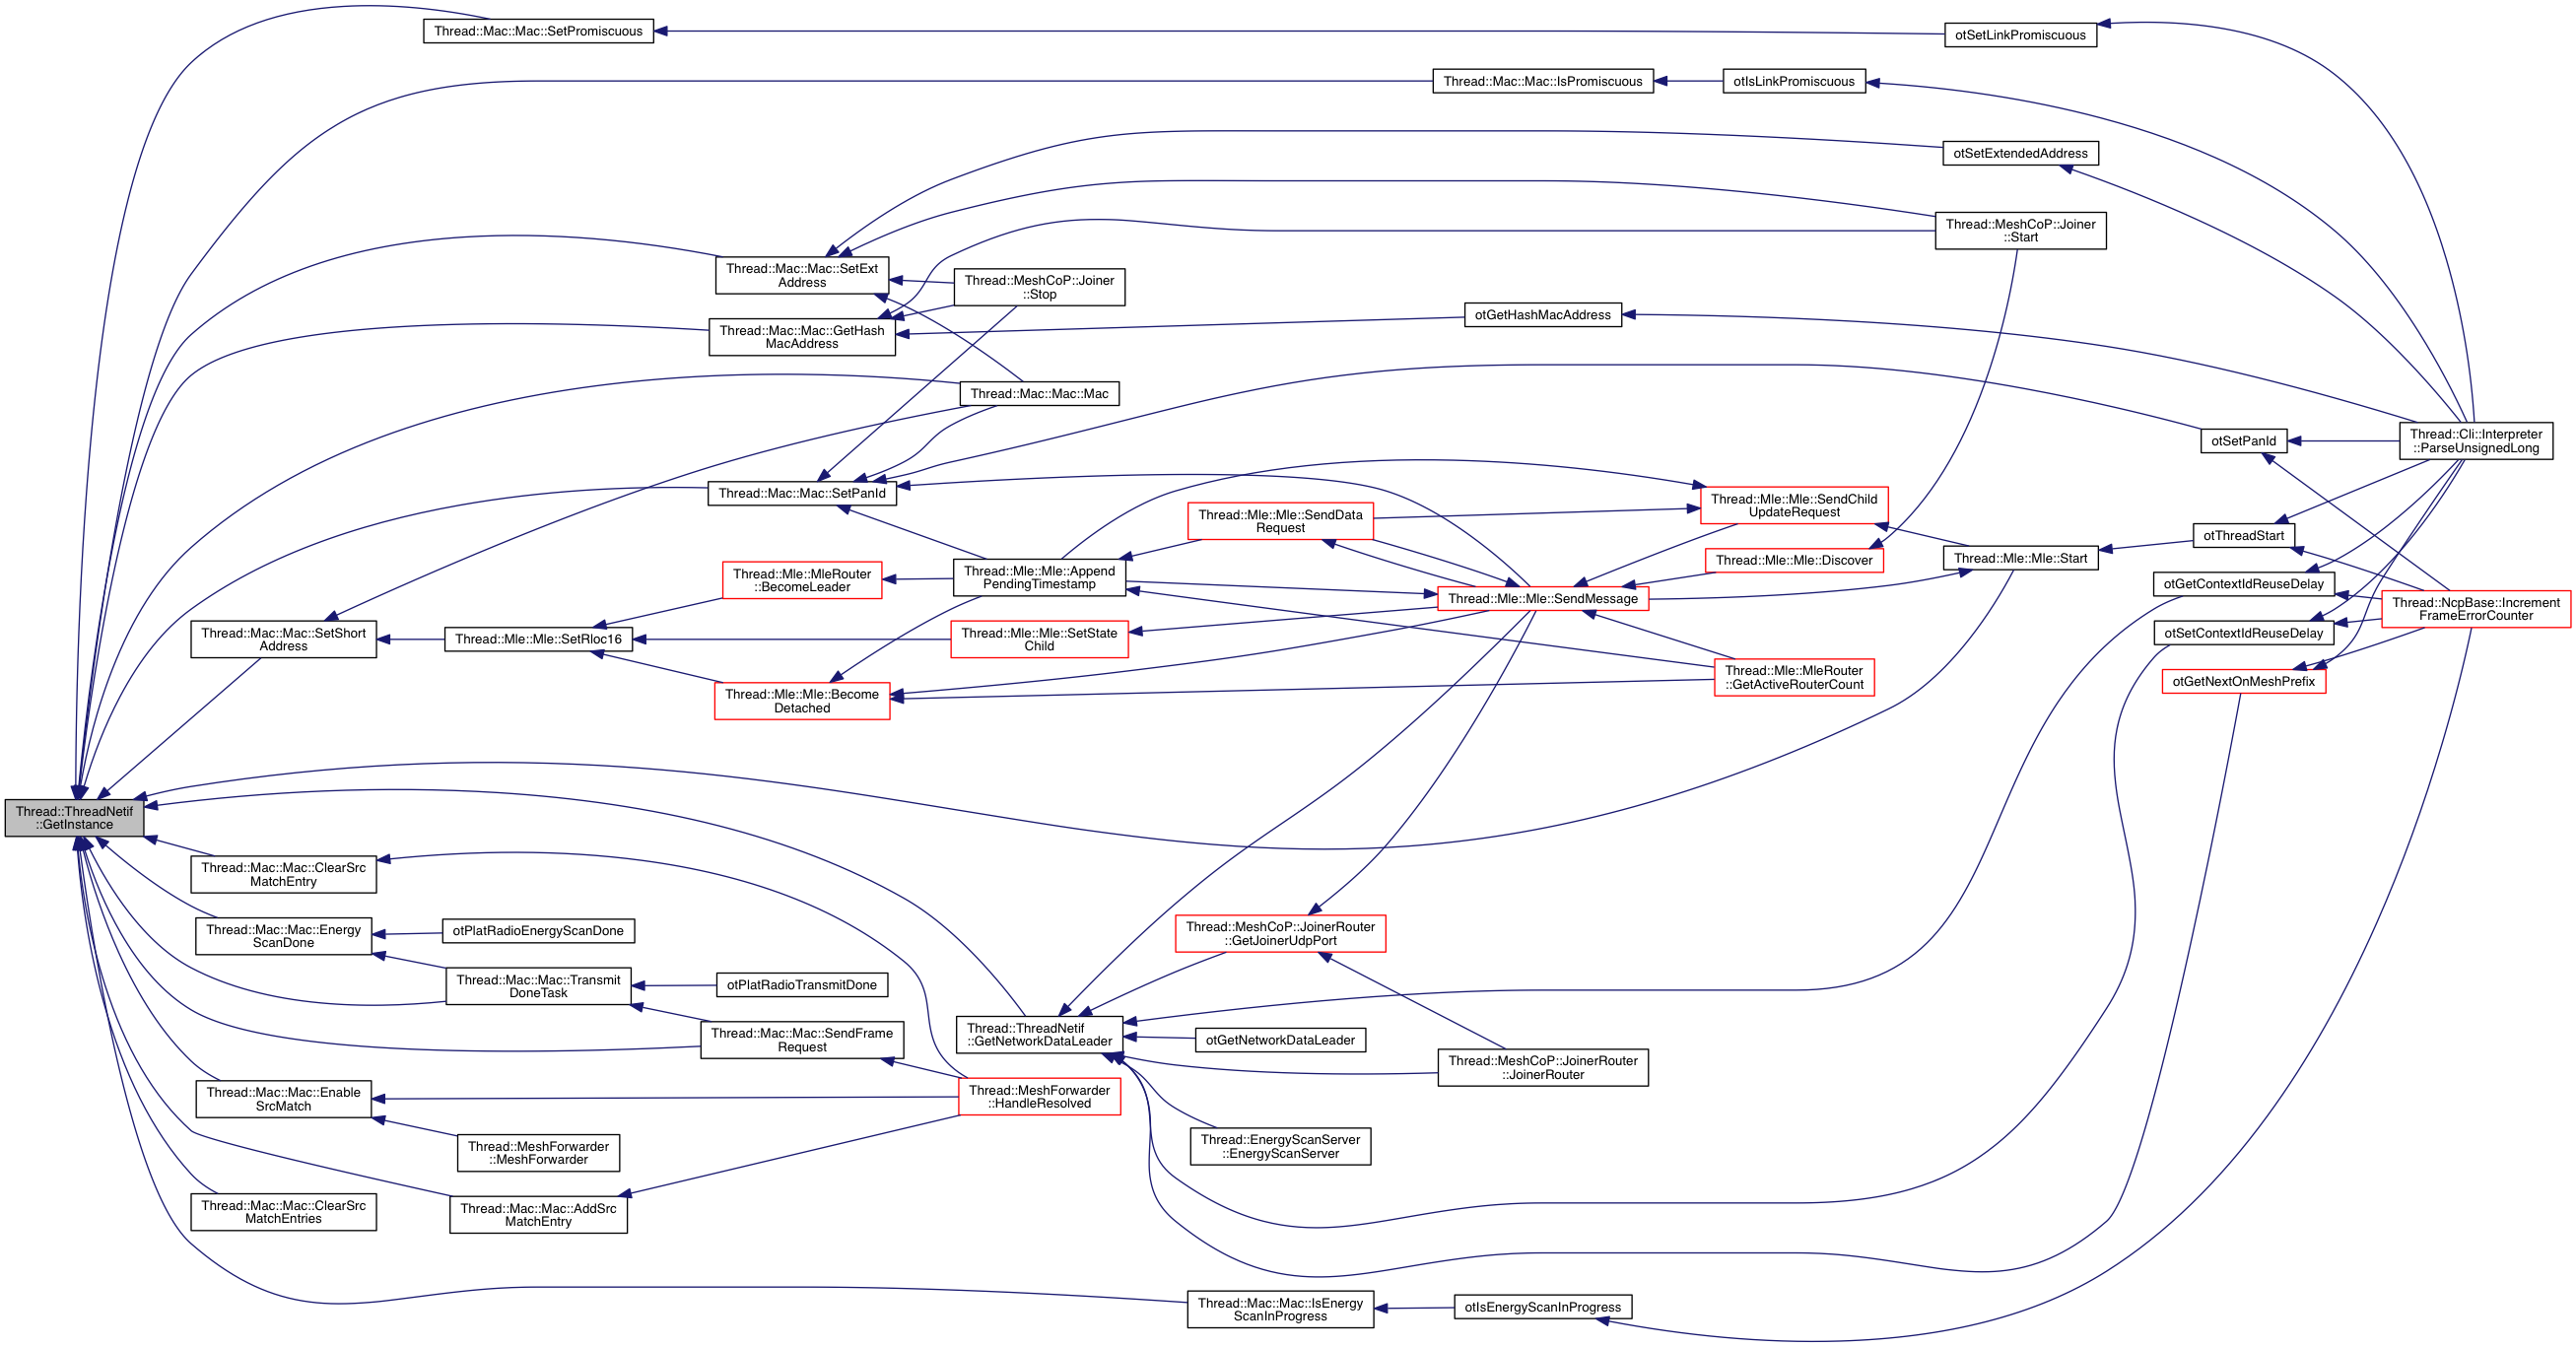 Thread::Mac::Mac::SetPromiscuous
otSetLinkPromiscuous
Thread::Mac::Mac::IsPromiscuous
otIsLinkPromiscuous
otSetExtendedAddress
Thread::MeshCoP::Joiner
::Start
Thread::Mac::Mac::SetExt
Address
Thread::MeshCoP::Joiner
::Stop
Thread::Mac::Mac::GetHash
MacAddress
otGetHashMacAddress
Thread::Mac::Mac::Mac
otSetPanId
Thread::Cli::Interpreter
::ParseUnsignedLong
Thread::Mac::Mac::SetPanId
Thread::Mle::Mle::SendData
Request
Thread::Mle::Mle::SendChild
UpdateRequest
otThreadStart
Thread::Mle::Mle::Start
Thread::Mle::Mle::Discover
Thread::Mle::MleRouter
::BecomeLeader
Thread::Mle::Mle::Append
PendingTimestamp
Thread::Mle::Mle::SendMessage
otGetContextIdReuseDelay
Thread::NcpBase::Increment
FrameErrorCounter
Thread::Mac::Mac::SetShort
Address
Thread::Mle::Mle::SetRloc16
Thread::Mle::Mle::SetState
Child
otSetContextIdReuseDelay
Thread::Mle::Mle::Become
Detached
Thread::Mle::MleRouter
::GetActiveRouterCount
otGetNextOnMeshPrefix
Thread::ThreadNetif
::GetInstance
Thread::Mac::Mac::ClearSrc
MatchEntry
Thread::Mac::Mac::Energy
ScanDone
otPlatRadioEnergyScanDone
Thread::MeshCoP::JoinerRouter
::GetJoinerUdpPort
Thread::Mac::Mac::Transmit
DoneTask
otPlatRadioTransmitDone
Thread::Mac::Mac::SendFrame
Request
Thread::ThreadNetif
::GetNetworkDataLeader
otGetNetworkDataLeader
Thread::MeshCoP::JoinerRouter
::JoinerRouter
Thread::Mac::Mac::Enable
SrcMatch
Thread::MeshForwarder
::HandleResolved
Thread::MeshForwarder
::MeshForwarder
Thread::EnergyScanServer
::EnergyScanServer
Thread::Mac::Mac::ClearSrc
MatchEntries
Thread::Mac::Mac::AddSrc
MatchEntry
Thread::Mac::Mac::IsEnergy
ScanInProgress
otIsEnergyScanInProgress